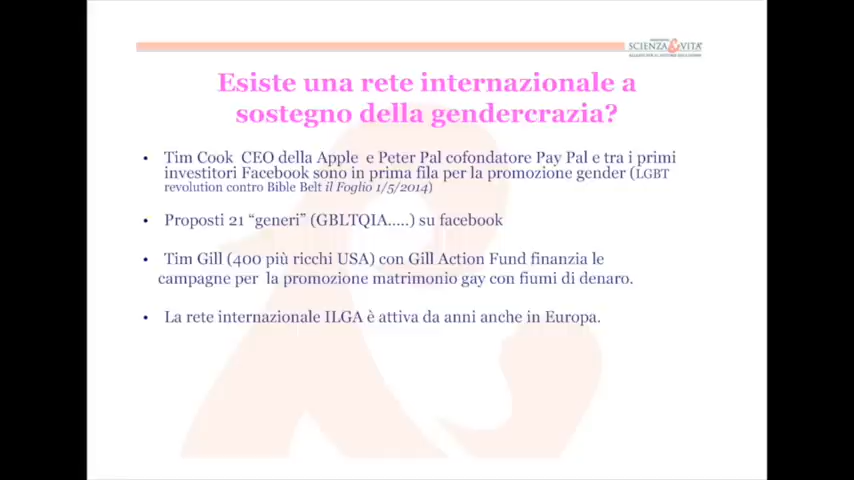 SCIENZA&VITA
Esiste una rete internazionale a
sostegno della gendercrazia?
• Tim Cook CEO della Apple e Peter Pal cofondatore Pay Pal e tra i primi
investitori Facebook sono in prima fila per la promozione gender (LGBT
revolution contro Bible Belt il Foglio 1/5/2014)
• Proposti 21 “generi” (GBLTQIA.....) su facebook
• Tim Gill (400 più ricchi USA) con Gill Action Fund finanzia le
campagne per la promozione matrimonio gay con fiumi di denaro.
• La rete internazionale ILGA è attiva da anni anche in Europa.